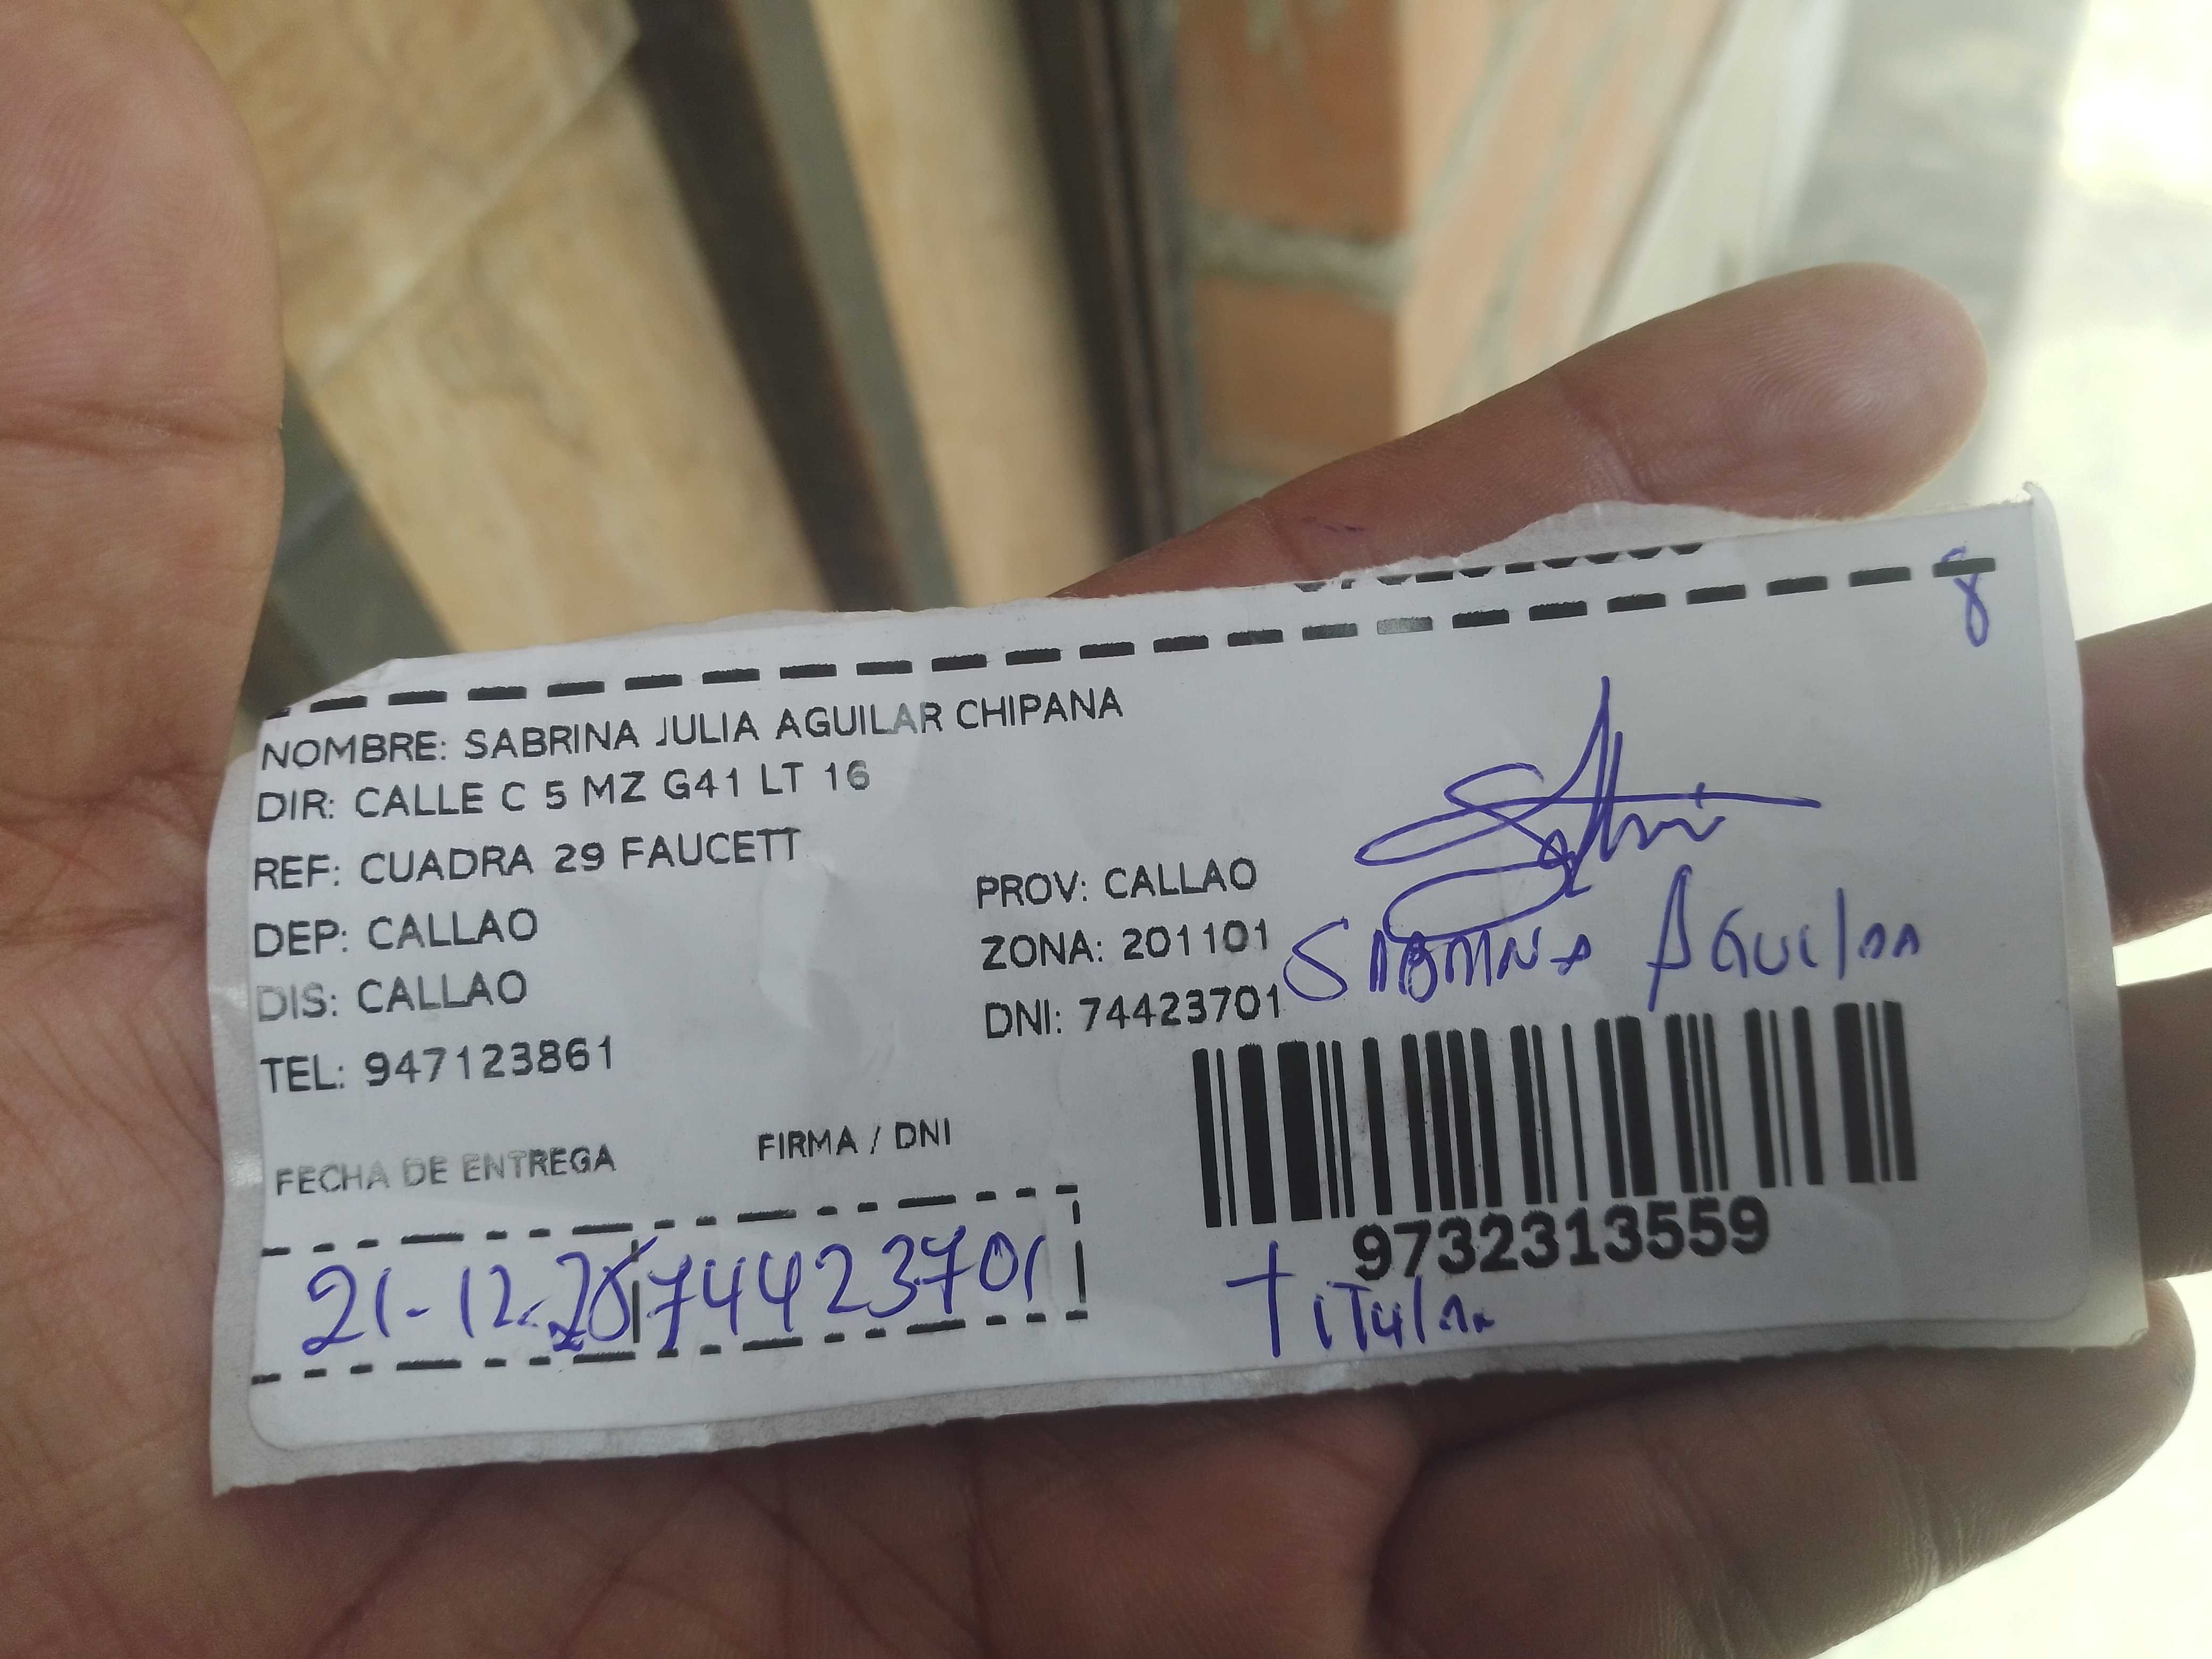 NOMBRE: SABRINA JULIA AGUILAR CHIPANA
DIR: CALLE C 5 MZ G41 LT 16
REF: CUADRA 29 FAUCETT
DEP: CALLAO
PROV: CALLAO
DIS: CALLAO
ZONA: 201101
TEL: 947123861
DNI: 74423701
SABRINA AGUILAR
FECHA DE ENTREGA
FIRMA / DNI
21-12-
74423701
9732313559
Titular
8